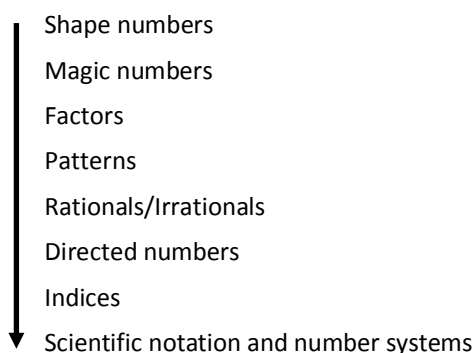 Shape numbers
Magic numbers
Factors
Patterns
Rationals/Irrationals
Directed numbers
Indices
Scientific notation and number systems